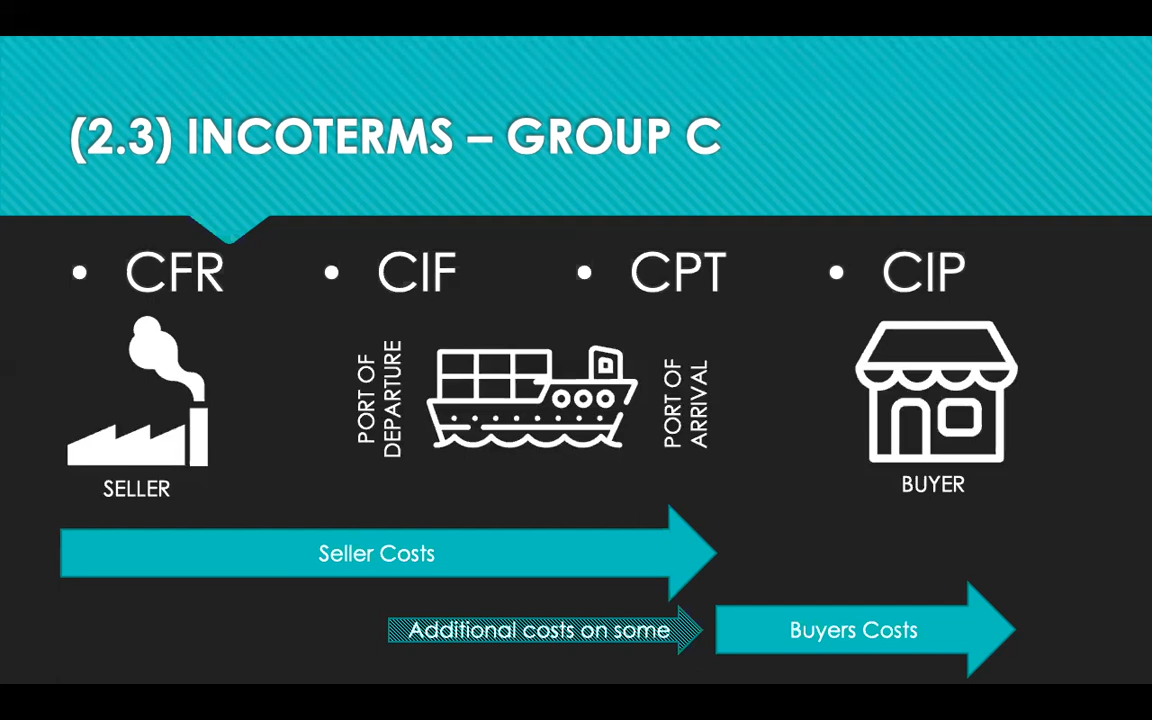 (2.3) INCOTERMS – GROUP C
• CFR • CIF • CPT • CIP
PORT OF
DEPARTURE
PORT OF
ARRIVAL
SELLER
BUYER
Seller Costs
Additional costs on some
Buyers Costs